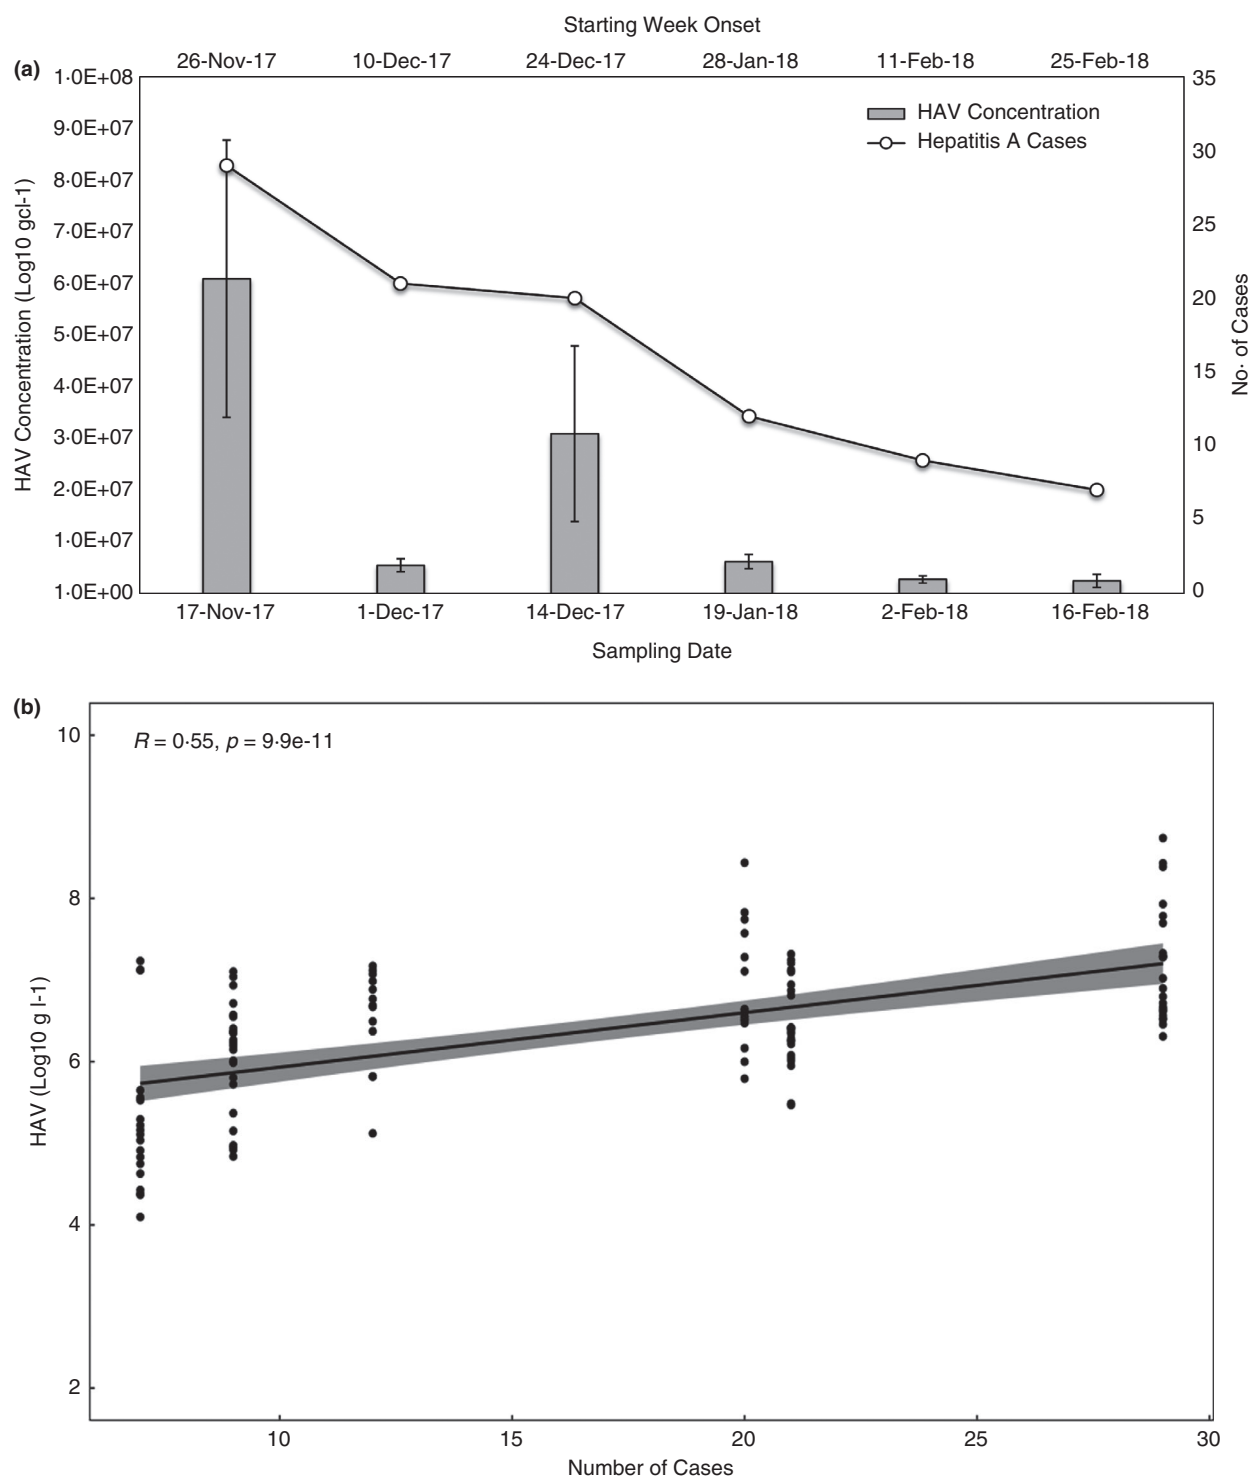 Starting Week Onset
(a)
26-Nov-17 10-Dec-17 24-Dec-17 28-Jan-18 11-Feb-18 25-Feb-18
1·0E+08
9·0E+07
8·0E+07
7·0E+07
6·0E+07
5·0E+07
4·0E+07
3·0E+07
2·0E+07
1·0E+07
1·0E+00
HAV Concentration (Log10 gcl-1)
HAV Concentration
Hepatitis A Cases
35
30
25
20
15
10
5
0
No· of Cases
17-Nov-17 1-Dec-17 14-Dec-17 19-Jan-18 2-Feb-18 16-Feb-18
Sampling Date
(b)
R = 0·55, p = 9·9e-11
10
8
6
4
2
HAV (Log10 g l-1)
10 15 20 25 30
Number of Cases